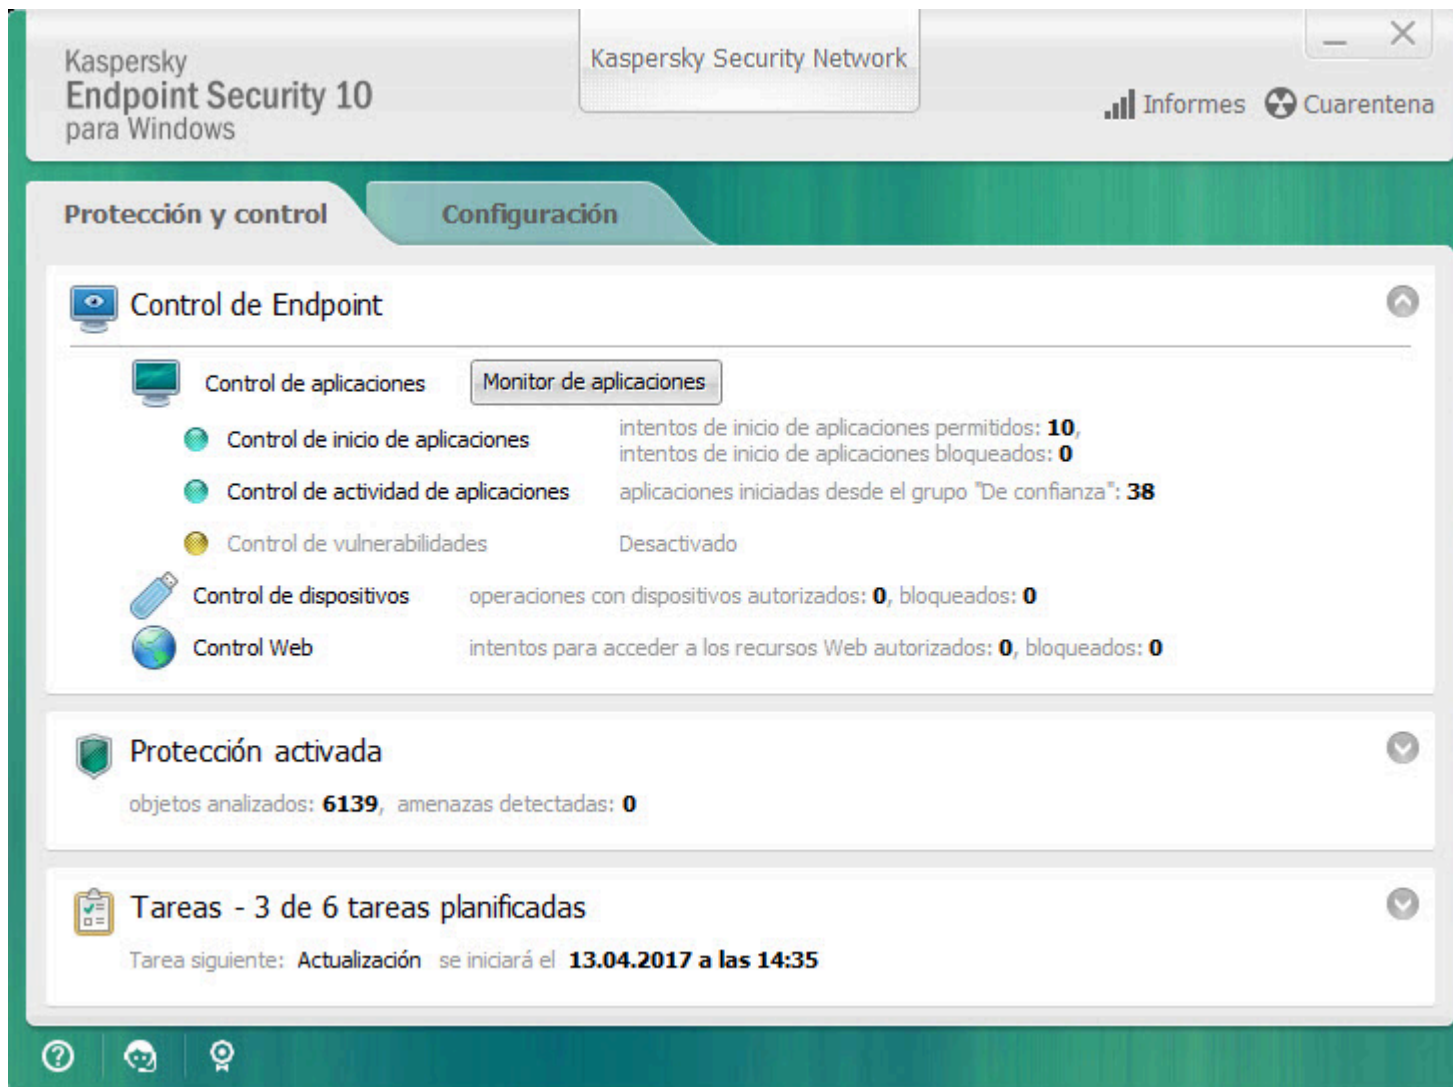 Kaspersky
Endpoint Security 10
para Windows
Kaspersky Security Network
Informes
Cuarentena
Protección y control
Configuración
Control de Endpoint
Control de aplicaciones
Monitor de aplicaciones
Control de inicio de aplicaciones
intentos de inicio de aplicaciones permitidos: 10,
intentos de inicio de aplicaciones bloqueados: 0
Control de actividad de aplicaciones
aplicaciones iniciadas desde el grupo "De confianza": 38
Control de vulnerabilidades
Desactivado
Control de dispositivos
operaciones con dispositivos autorizados: 0, bloqueados: 0
Control Web
intentos para acceder a los recursos Web autorizados: 0, bloqueados: 0
Protección activada
objetos analizados: 6139, amenazas detectadas: 0
Tareas - 3 de 6 tareas planificadas
Tarea siguiente: Actualización se iniciará el 13.04.2017 a las 14:35